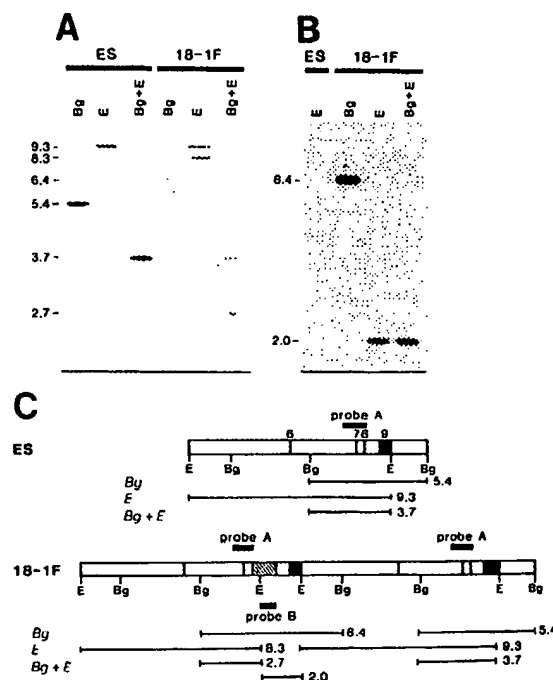 A
ES 18-1F
Bg E Bg+E Bg E Bg+E
9.3
8.3
6.4
5.4
3.7
2.7
B
ES 18-1F
E Bg E Bg+E
6.4
2.0
C
probe A
ES
6 7 8 9
E Bg Bg E Bg
By 5.4
E 9.3
Bg + E 3.7
probe A probe A
18-1F
E Bg Bg E E Bg Bg E Bg
probe B
By 6.4 5.4
E 8.3 9.3
Bg + E 2.7 3.7
2.0